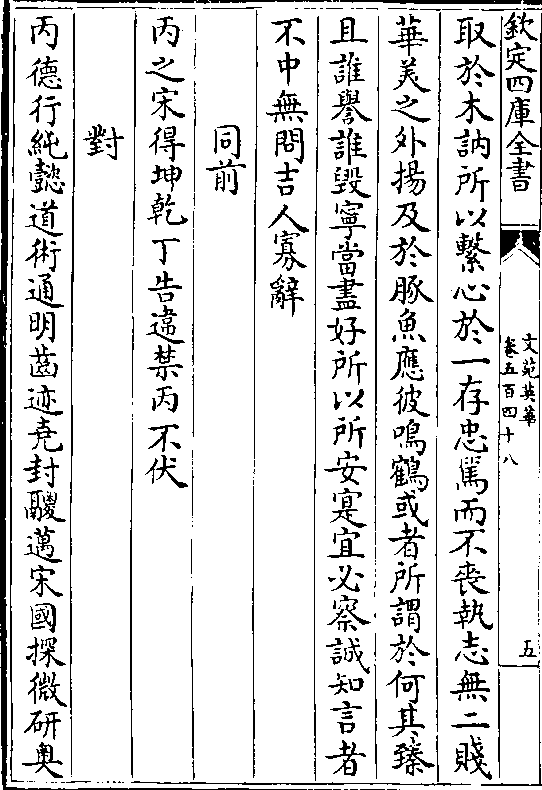 欽定四庫全書
文苑英華
卷五百四十八
五
取於木訥所以繫心於一存忠篤而不喪執志無二賤
華美之外揚及於豚魚應彼鳴鶴或者所謂於何其臻
且誰譽誰毀寧當盡好所以所安寔宜必察誠知言者
不中無問吉人寡辭
同前
丙之宋得坤乾丁告違禁丙不伏
對
丙德行純懿道術通明齒迹堯封騣邁宋國探微研奥